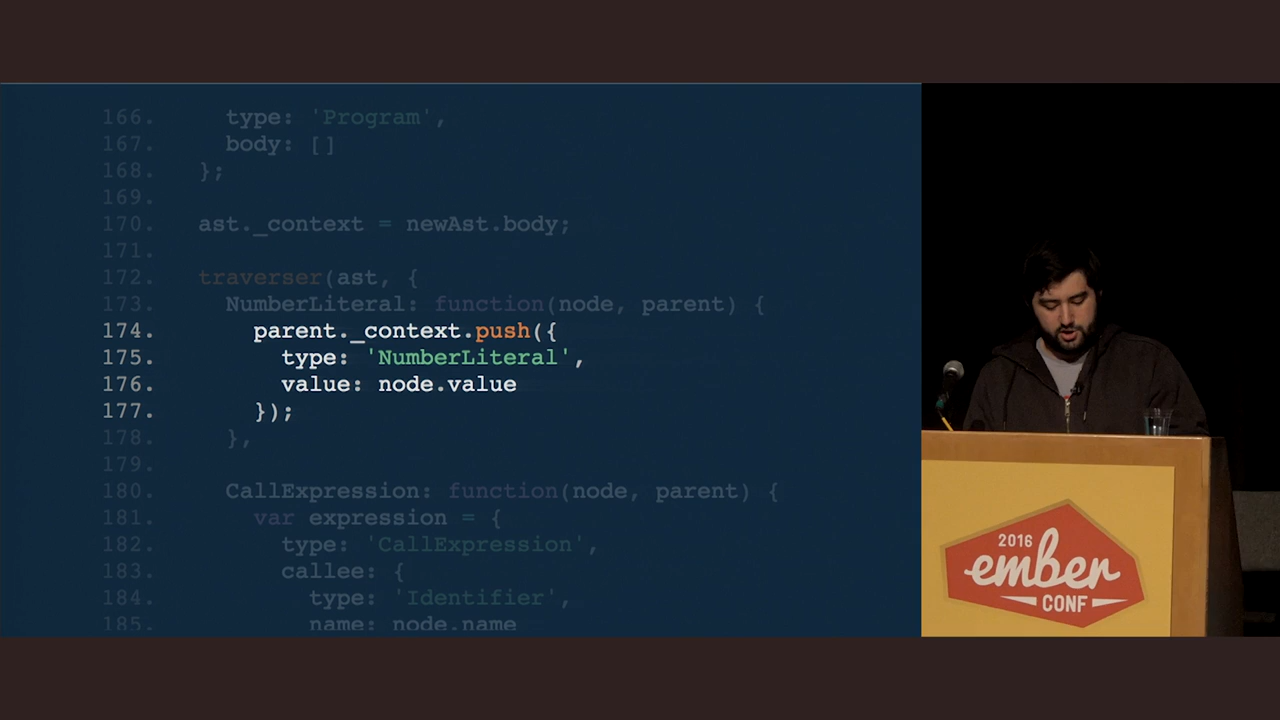 166. type: 'Program',
167. body: []
168. };
169.
170. ast._context = newAst.body;
171.
172. traverser(ast, {
173. NumberLiteral: function(node, parent) {
174. parent._context.push({
175. type: 'NumberLiteral',
176. value: node.value
177. });
178. },
179.
180. CallExpression: function(node, parent) {
181. var expression = {
182. type: 'CallExpression',
183. callee: {
184. type: 'Identifier',
185. name: node.name
2016
ember
CONF